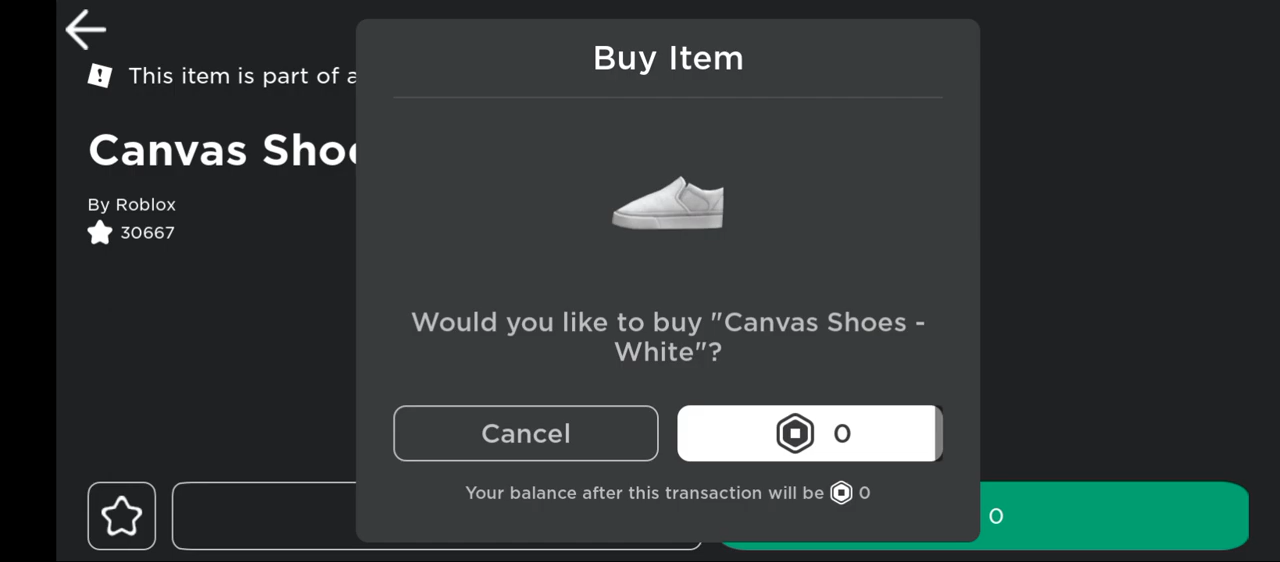 Buy Item
This item is part of a
Canvas Shoe
By Roblox
30667
Would you like to buy "Canvas Shoes -
White"?
Cancel
0
Your balance after this transaction will be 0
0